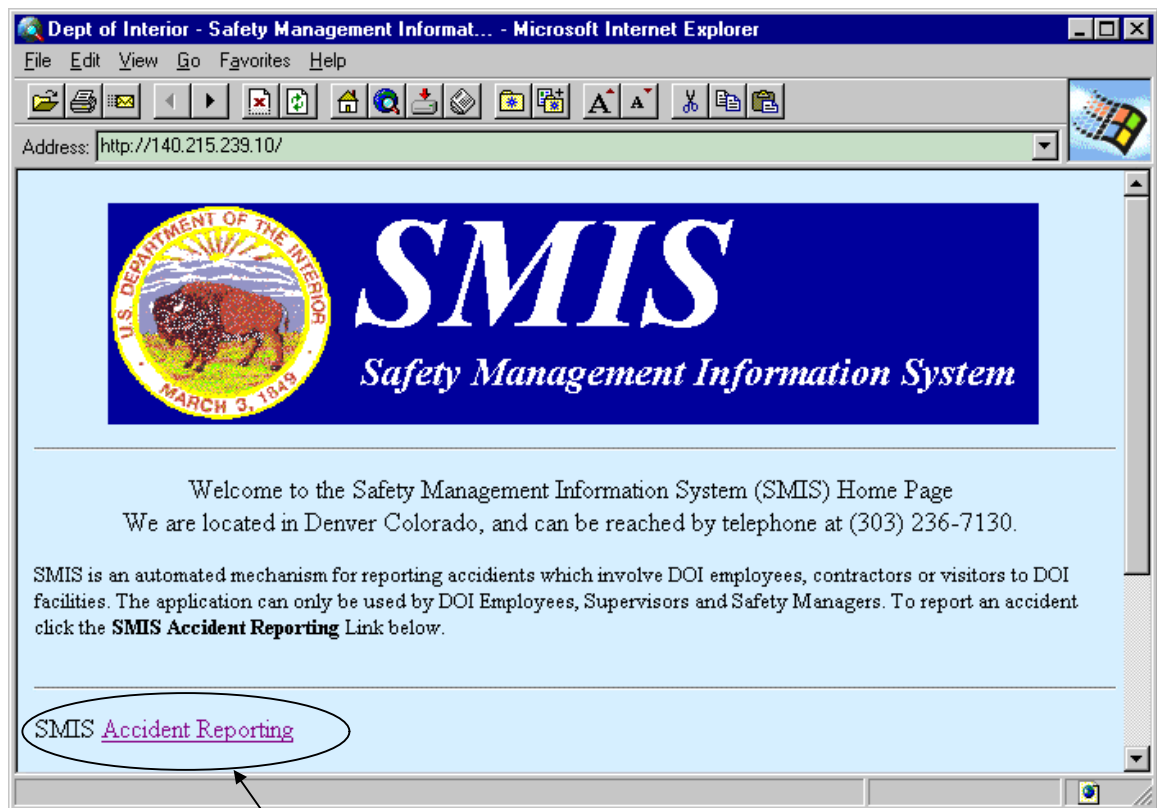 Dept of Interior - Safety Management Informat... - Microsoft Internet Explorer
File Edit View Go Favorites Help
Address: http://140.215.239.10/
U.S. DEPARTMENT OF THE INTERIOR
MARCH 3, 1849
SMIS
Safety Management Information System
Welcome to the Safety Management Information System (SMIS) Home Page
We are located in Denver Colorado, and can be reached by telephone at (303) 236-7130.
SMIS is an automated mechanism for reporting accidients which involve DOI employees, contractors or visitors to DOI
facilities. The application can only be used by DOI Employees, Supervisors and Safety Managers. To report an accident
click the SMIS Accident Reporting Link below.
SMIS Accident Reporting